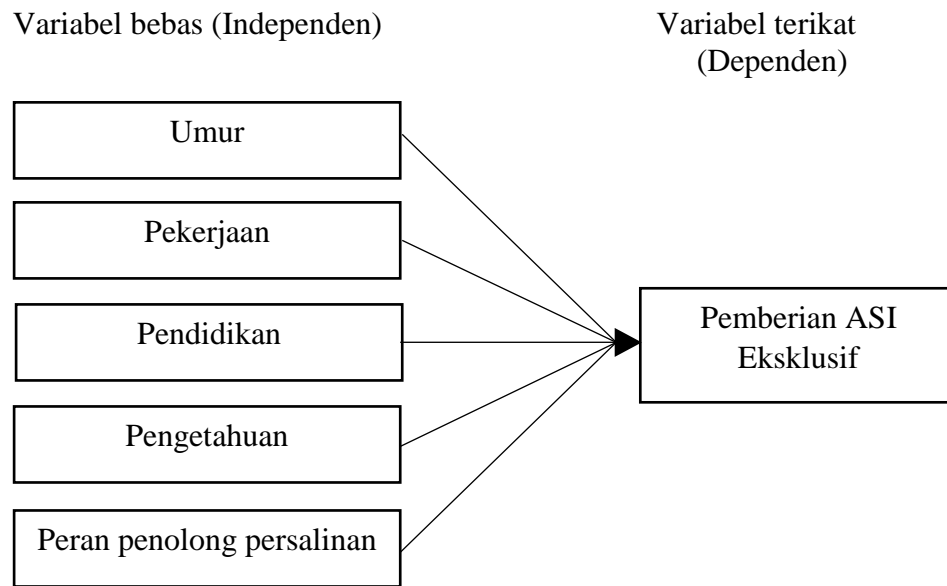 Variabel bebas (Independen)
Variabel terikat
(Dependen)
Umur
Pekerjaan
Pendidikan
Pengetahuan
Peran penolong persalinan
Pemberian ASI
Eksklusif